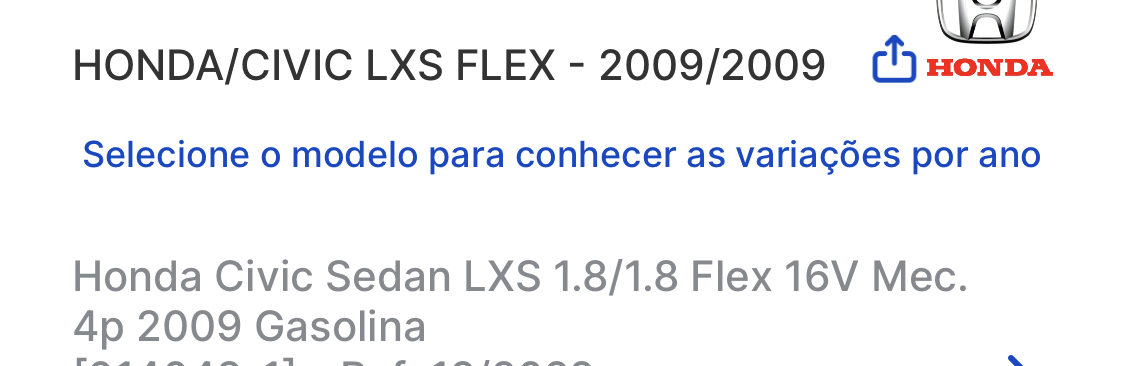 HONDA/CIVIC LXS FLEX - 2009/2009
HONDA
Selecione o modelo para conhecer as variações por ano
Honda Civic Sedan LXS 1.8/1.8 Flex 16V Mec.
4p 2009 Gasolina